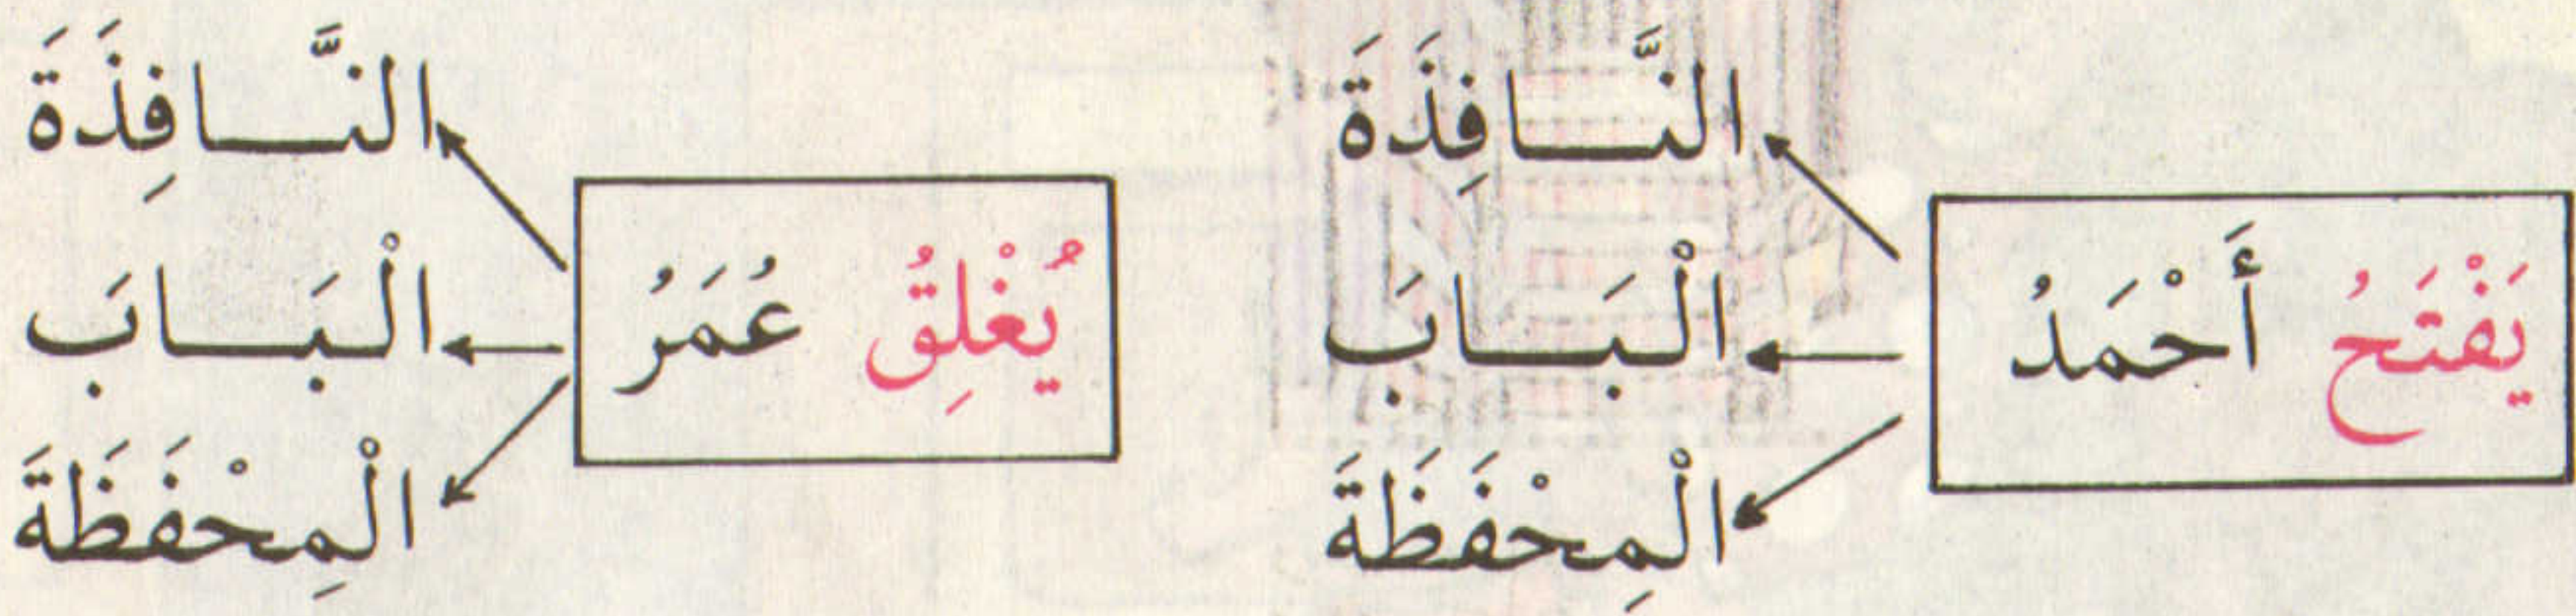 يَفْتَحُ أَحْمَدُ
النَّافِذَةَ
الْبَابَ
الْمِحْفَظَةَ
يُغْلِقُ عُمَرُ
النَّافِذَةَ
الْبَابَ
الْمِحْفَظَةَ